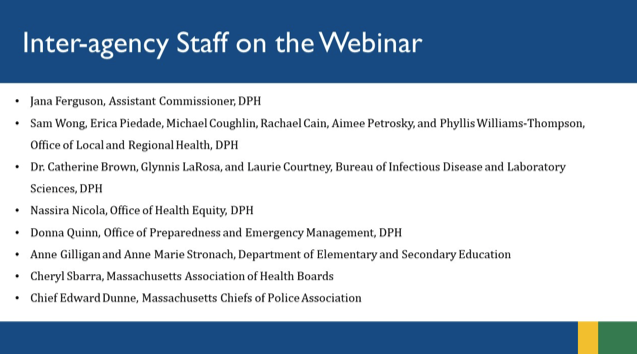 Inter-agency Staff on the Webinar
• Jana Ferguson, Assistant Commissioner, DPH
• Sam Wong, Erica Piedade, Michael Coughlin, Rachael Cain, Aimee Petrosky, and Phyllis Williams-Thompson,
Office of Local and Regional Health, DPH
• Dr. Catherine Brown, Glynnis LaRosa, and Laurie Courtney, Bureau of Infectious Disease and Laboratory
Sciences, DPH
• Nassira Nicola, Office of Health Equity, DPH
• Donna Quinn, Office of Preparedness and Emergency Management, DPH
• Anne Gilligan and Anne Marie Stronach, Department of Elementary and Secondary Education
• Cheryl Sbarra, Massachusetts Association of Health Boards
• Chief Edward Dunne, Massachusetts Chiefs of Police Association